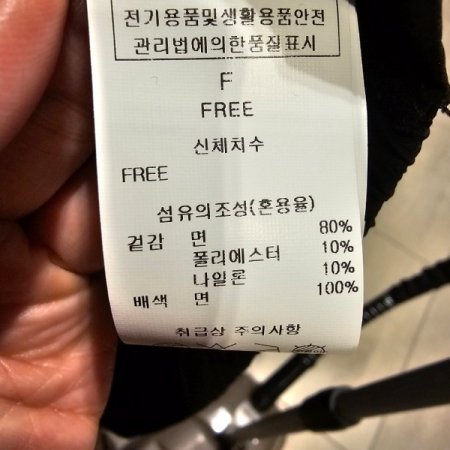 전기용품및생활용품안전
관리법에의한품질표시
F
FREE
신체치수
FREE
섬유의조성(혼용율)
겉감 면 80%
폴리에스터 10%
나일론 10%
배색 면 100%
취급상 주의사항